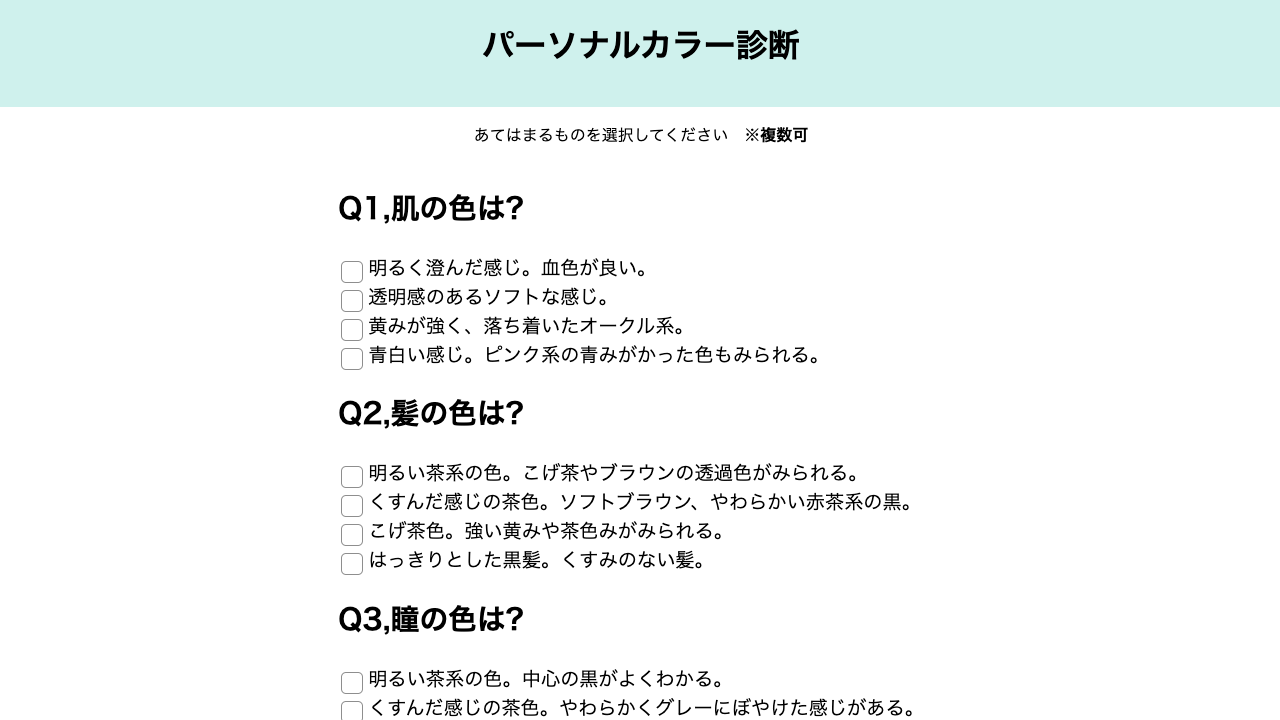 パーソナルカラー診断
あてはまるものを選択してください　※複数可
Q1,肌の色は?
明るく澄んだ感じ。血色が良い。
透明感のあるソフトな感じ。
黄みが強く、落ち着いたオークル系。
青白い感じ。ピンク系の青みがかった色もみられる。
Q2,髪の色は?
明るい茶系の色。こげ茶やブラウンの透過色がみられる。
くすんだ感じの茶色。ソフトブラウン、やわらかい赤茶系の黒。
こげ茶色。強い黄みや茶色みがみられる。
はっきりとした黒髪。くすみのない髪。
Q3,瞳の色は?
明るい茶系の色。中心の黒がよくわかる。
くすんだ感じの茶色。やわらかくグレーにぼやけた感じがある。